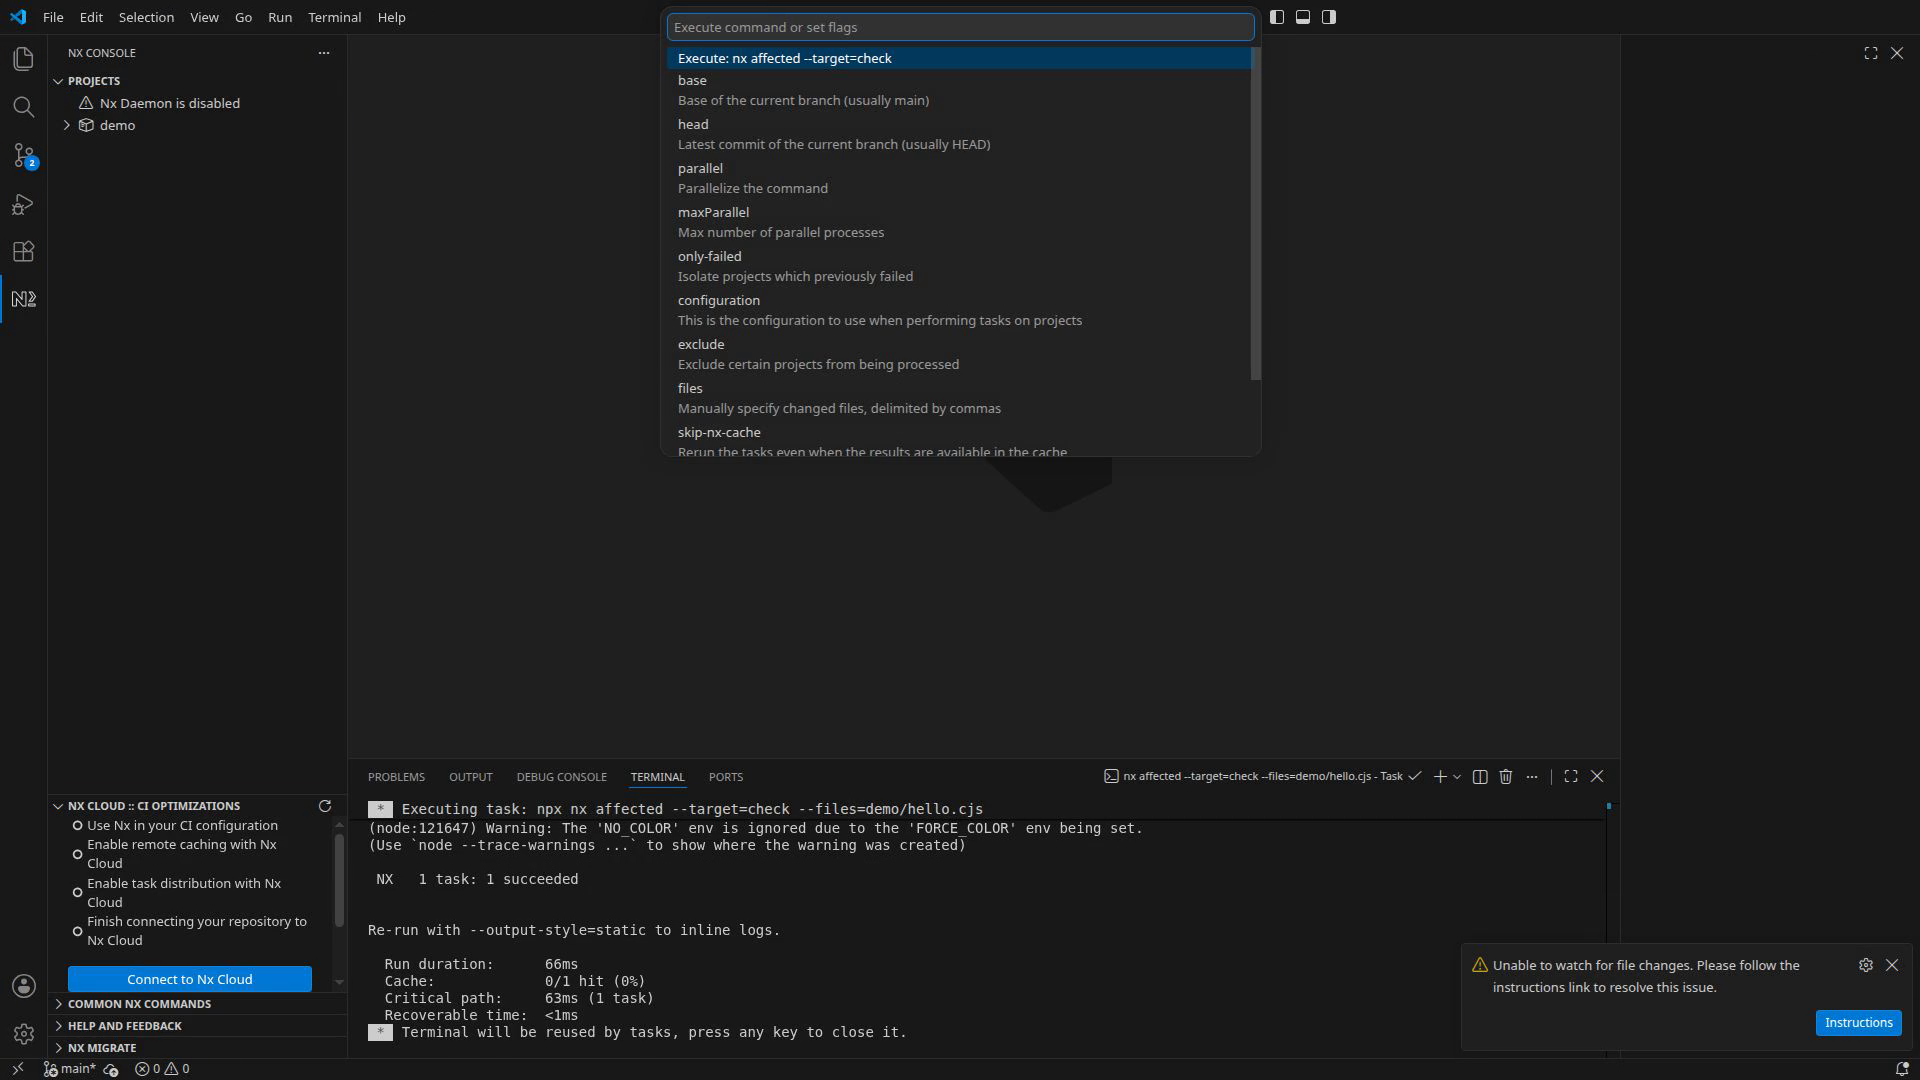 File Edit Selection View Go Run Terminal Help
Execute command or set flags
Execute: nx affected --target=check
base
Base of the current branch (usually main)
head
Latest commit of the current branch (usually HEAD)
parallel
Parallelize the command
maxParallel
Max number of parallel processes
only-failed
Isolate projects which previously failed
configuration
This is the configuration to use when performing tasks on projects
exclude
Exclude certain projects from being processed
files
Manually specify changed files, delimited by commas
skip-nx-cache
Rerun the tasks even when the results are available in the cache
NX CONSOLE
PROJECTS
Nx Daemon is disabled
demo
2
NX CLOUD :: CI OPTIMIZATIONS
Use Nx in your CI configuration
Enable remote caching with Nx
Cloud
Enable task distribution with Nx
Cloud
Finish connecting your repository to
Nx Cloud
Connect to Nx Cloud
COMMON NX COMMANDS
HELP AND FEEDBACK
NX MIGRATE
PROBLEMS OUTPUT DEBUG CONSOLE TERMINAL PORTS
nx affected --target=check --files=demo/hello.cjs - Task
* Executing task: npx nx affected --target=check --files=demo/hello.cjs
(node:121647) Warning: The 'NO_COLOR' env is ignored due to the 'FORCE_COLOR' env being set.
(Use `node --trace-warnings ...` to show where the warning was created)
NX 1 task: 1 succeeded
Re-run with --output-style=static to inline logs.
Run duration: 66ms
Cache: 0/1 hit (0%)
Critical path: 63ms (1 task)
Recoverable time: <1ms
* Terminal will be reused by tasks, press any key to close it.
Unable to watch for file changes. Please follow the
instructions link to resolve this issue.
Instructions
main* 0 0